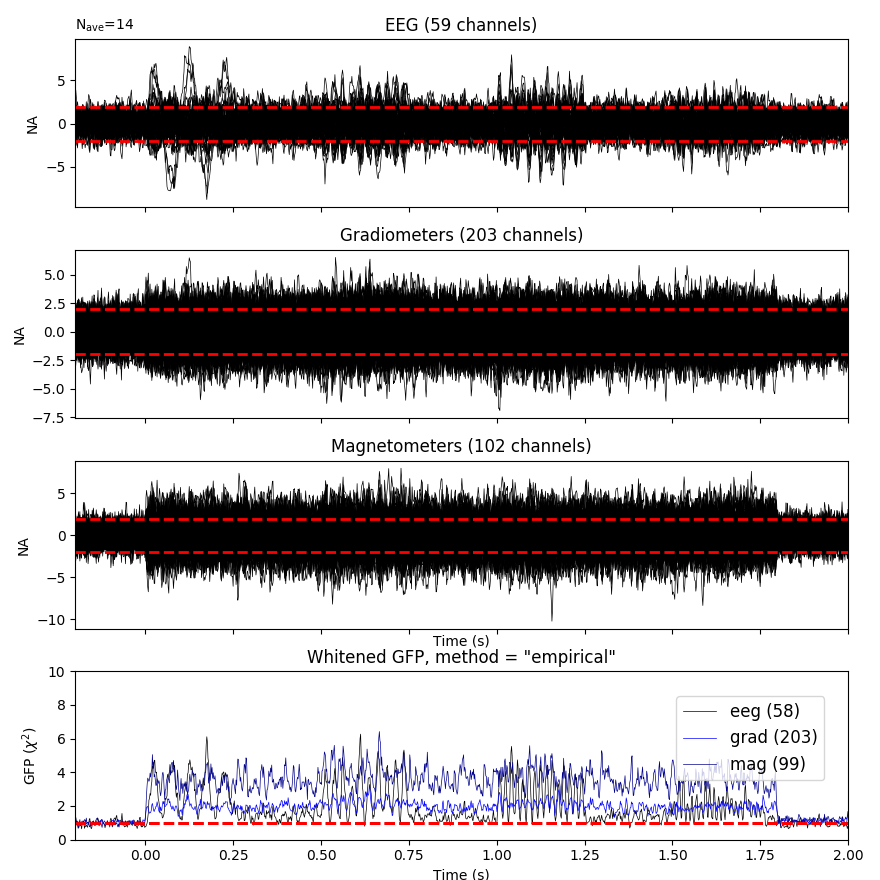 N_ave=14
EEG (59 channels)
5
0
−5
NA
Gradiometers (203 channels)
5.0
2.5
0.0
−2.5
−5.0
−7.5
NA
Magnetometers (102 channels)
5
0
−5
−10
NA
Time (s)
Whitened GFP, method = "empirical"
10
8
6
4
2
0
GFP (χ²)
eeg (58)
grad (203)
mag (99)
0.00 0.25 0.50 0.75 1.00 1.25 1.50 1.75 2.00
Time (s)